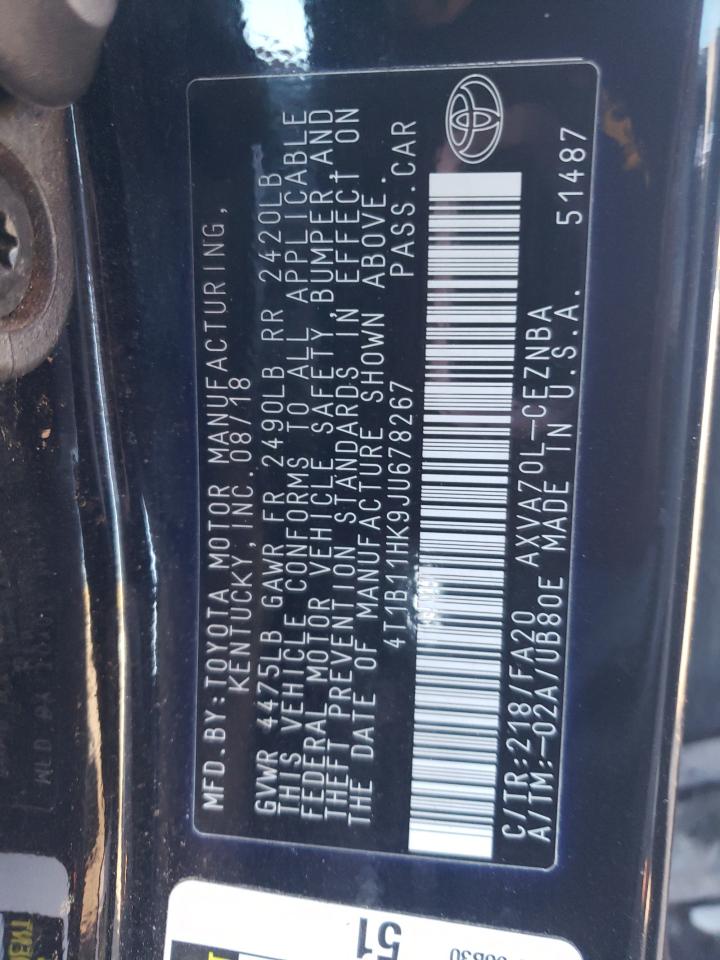 MFD.BY:TOYOTA MOTOR MANUFACTURING,
KENTUCKY, INC. 08/18
GVWR 4475LB GAWR FR 2490LB RR 2420LB
THIS VEHICLE CONFORMS TO ALL APPLICABLE
FEDERAL MOTOR VEHICLE SAFETY, BUMPER, AND
THEFT PREVENTION STANDARDS IN EFFECT ON
THE DATE OF MANUFACTURE SHOWN ABOVE.
4T1B11HK9JU678267 PASS.CAR
C/TR:218/FA20 AXVA70L-CEZNBA
A/TM:-02A/UB80E MADE IN U.S.A. 51487
51